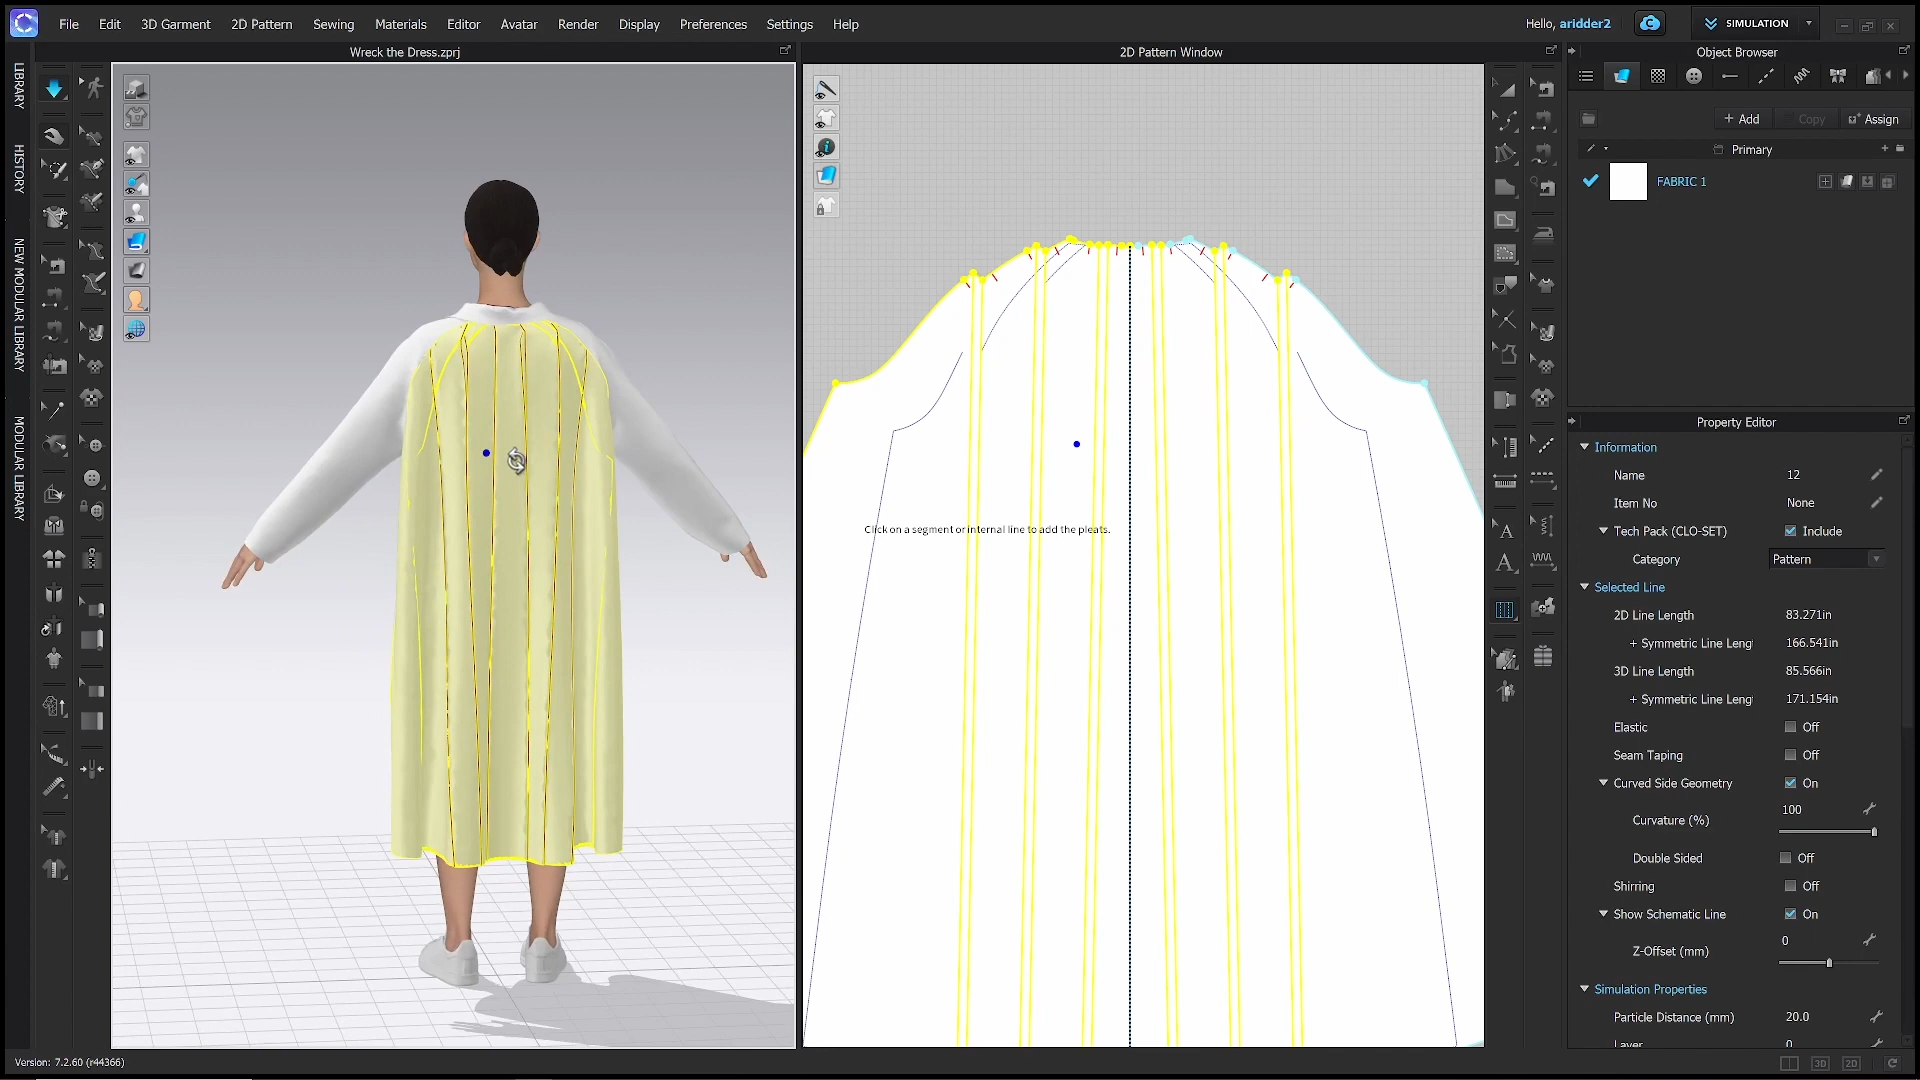 File Edit 3D Garment 2D Pattern Sewing Materials Editor Avatar Render Display Preferences Settings Help
Hello, aridder2
SIMULATION
Wreck the Dress.zprj
2D Pattern Window
Object Browser
LIBRARY
HISTORY
NEW MODULAR LIBRARY
MODULAR LIBRARY
+ Add Copy Assign
Primary
FABRIC 1
Click on a segment or internal line to add the pleats.
Property Editor
Information
Name 12
Item No None
Tech Pack (CLO-SET) Include
Category Pattern
Selected Line
2D Line Length 83.271in
+ Symmetric Line Leng 166.541in
3D Line Length 85.566in
+ Symmetric Line Leng 171.154in
Elastic Off
Seam Taping Off
Curved Side Geometry On
Curvature (%) 100
Double Sided Off
Shirring Off
Show Schematic Line On
Z-Offset (mm) 0
Simulation Properties
Particle Distance (mm) 20.0
Layer 0
Version: 7.2.60 (r44366)
3D 2D